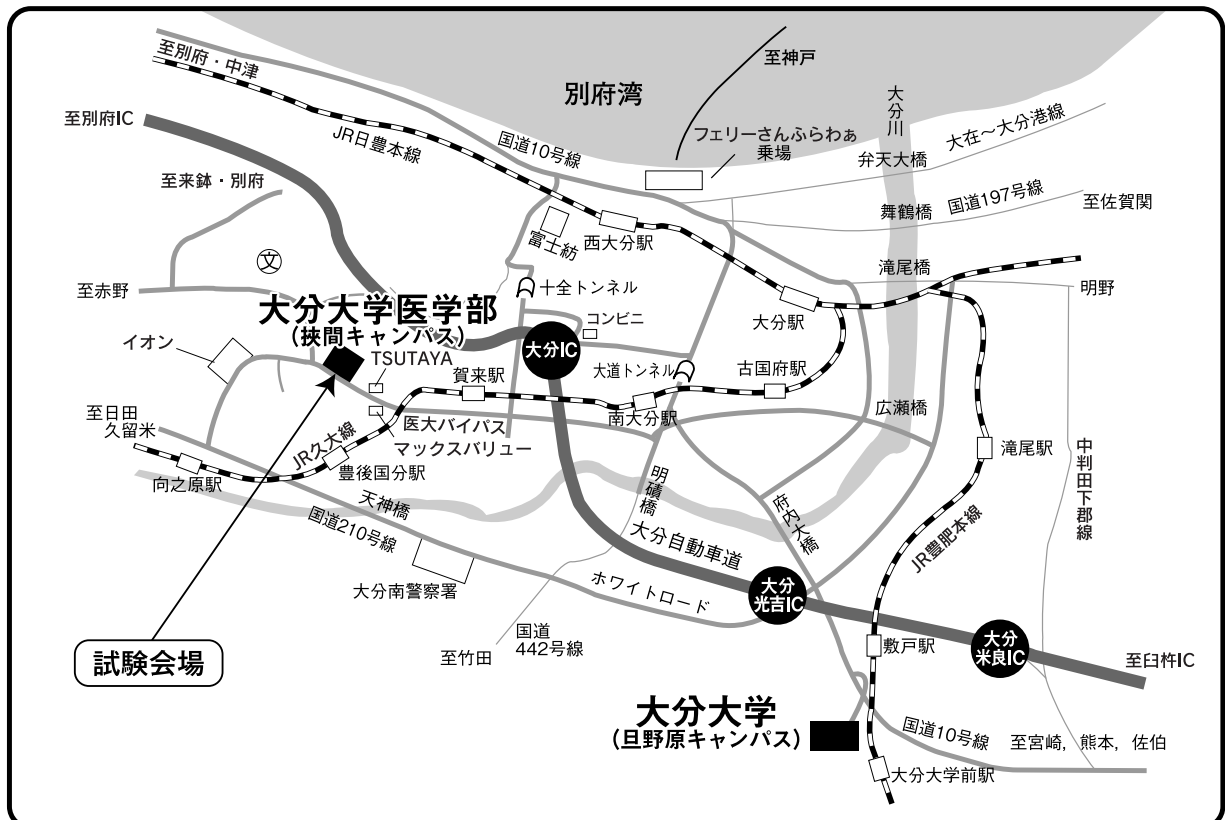 至別府・中津
至神戸
別府湾
大分川
至別府IC
JR日豊本線
国道10号線
フェリーさんふらわぁ
乗場
弁天大橋
大在〜大分港線
至来鉢・別府
舞鶴橋
国道197号線
至佐賀関
富士紡
西大分駅
文
滝尾橋
至赤野
十全トンネル
明野
大分大学医学部
(挾間キャンパス)
コンビニ
大分駅
イオン
TSUTAYA
大分IC
賀来駅
大道トンネル
古国府駅
至日田
久留米
医大バイパス
マックスバリュー
南大分駅
広瀬橋
JR久大線
豊後国分駅
向之原駅
滝尾駅
中判田下郡線
明磧橋
天神橋
国道210号線
府内大橋
大分自動車道
JR豊肥本線
大分南警察署
ホワイトロード
大分
光吉IC
試験会場
至竹田
国道
442号線
敷戸駅
大分
米良IC
至臼杵IC
大分大学
(旦野原キャンパス)
国道10号線
至宮崎，熊本，佐伯
大分大学前駅